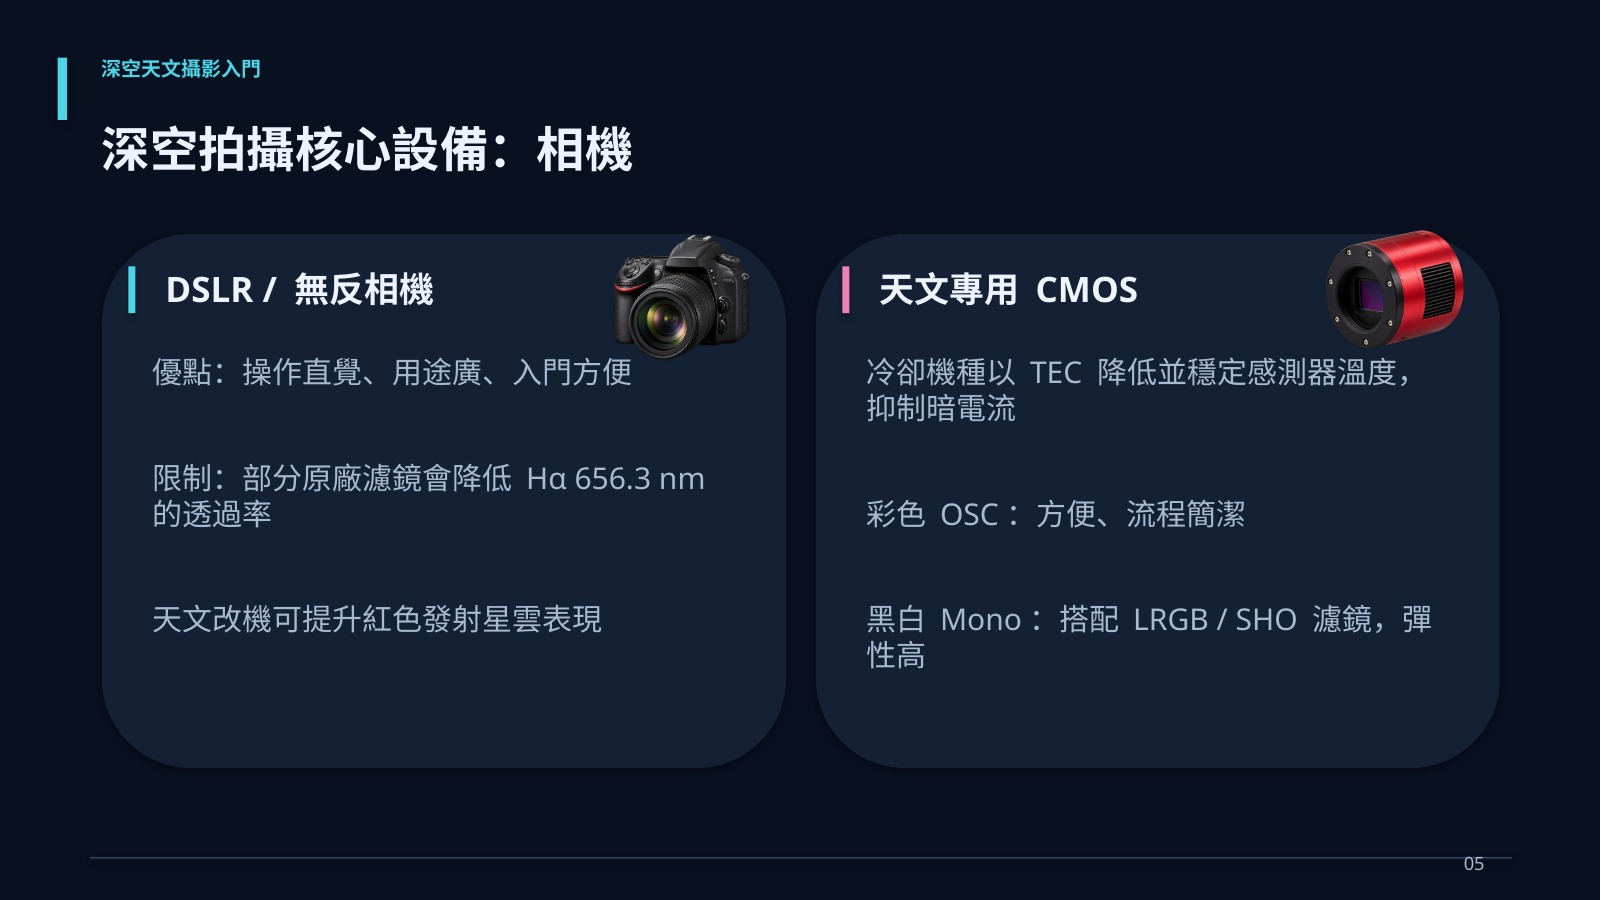 深空天文攝影入門
深空拍攝核心設備：相機
DSLR / 無反相機
優點：操作直覺、用途廣、入門方便
限制：部分原廠濾鏡會降低 Hα 656.3 nm
的透過率
天文改機可提升紅色發射星雲表現
天文專用 CMOS
冷卻機種以 TEC 降低並穩定感測器溫度，
抑制暗電流
彩色 OSC：方便、流程簡潔
黑白 Mono：搭配 LRGB / SHO 濾鏡，彈
性高
05